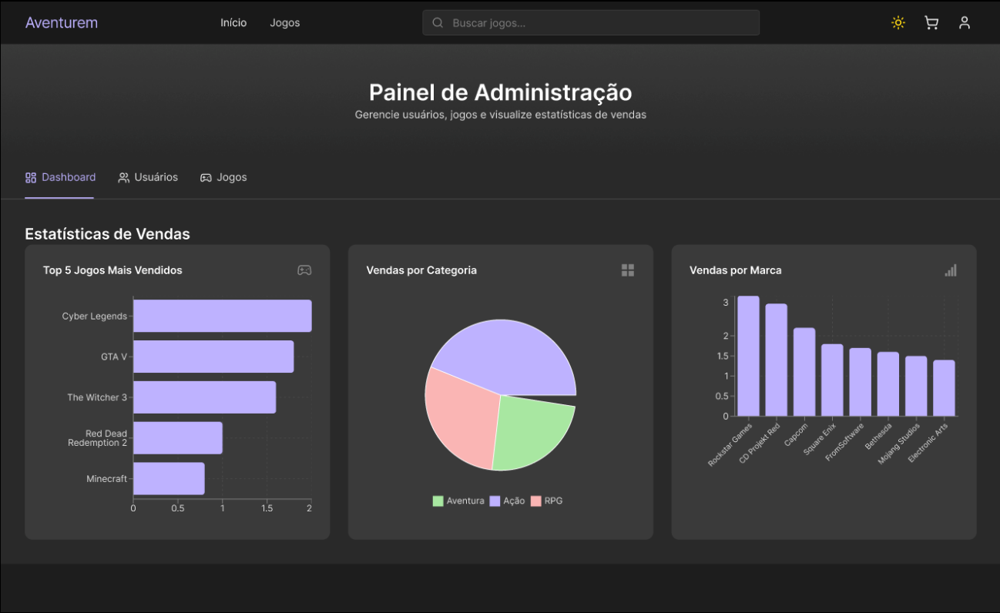 Aventurem
Início
Jogos
Buscar jogos...
Painel de Administração
Gerencie usuários, jogos e visualize estatísticas de vendas
Dashboard
Usuários
Jogos
Estatísticas de Vendas
Top 5 Jogos Mais Vendidos
Cyber Legends
GTA V
The Witcher 3
Red Dead
Redemption 2
Minecraft
0 0.5 1 1.5 2
Vendas por Categoria
Aventura Ação RPG
Vendas por Marca
3
2
1.5
1
0.5
0
Rockstar Games
CD Projekt Red
Capcom
Square Enix
FromSoftware
Bethesda
Mojang Studios
Electronic Arts